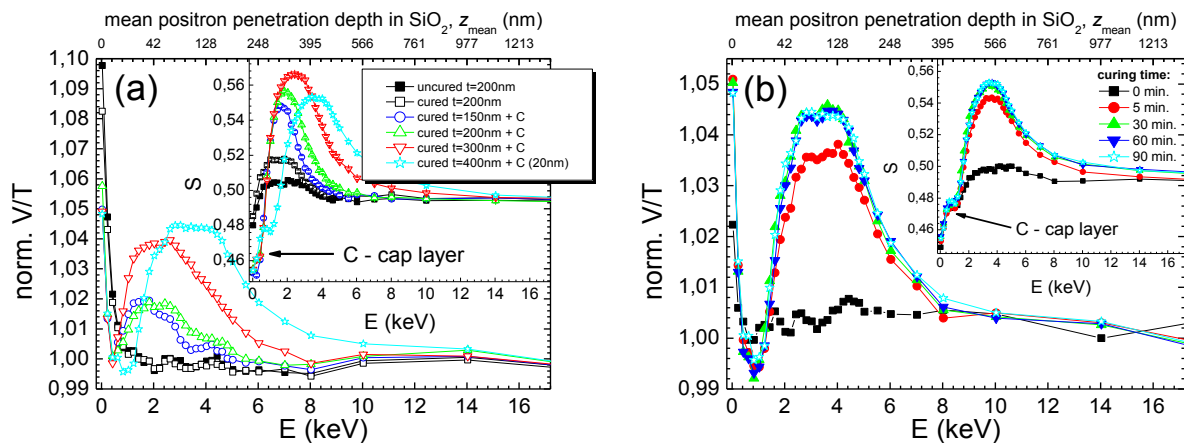 mean positron penetration depth in SiO2, zmean (nm)
0 42 128 248 395 566 761 977 1213
(a)
1,10
1,09
1,08
1,07
1,06
1,05
1,04
1,03
1,02
1,01
1,00
0,99
norm. V/T
0 2 4 6 8 10 12 14 16
E (keV)
0,56
0,54
0,52
0,50
0,48
0,46
S
0 2 4 6 8 10 12 14 16
E (keV)
C - cap layer
uncured t=200nm
cured t=200nm
cured t=150nm + C
cured t=200nm + C
cured t=300nm + C
cured t=400nm + C (20nm)
mean positron penetration depth in SiO2, zmean (nm)
0 42 128 248 395 566 761 977 1213
(b)
1,05
1,04
1,03
1,02
1,01
1,00
0,99
norm. V/T
0 2 4 6 8 10 12 14 16
E (keV)
0,56
0,54
0,52
0,50
0,48
0,46
S
0 2 4 6 8 10 12 14 16
E (keV)
C - cap layer
curing time:
0 min.
5 min.
30 min.
60 min.
90 min.